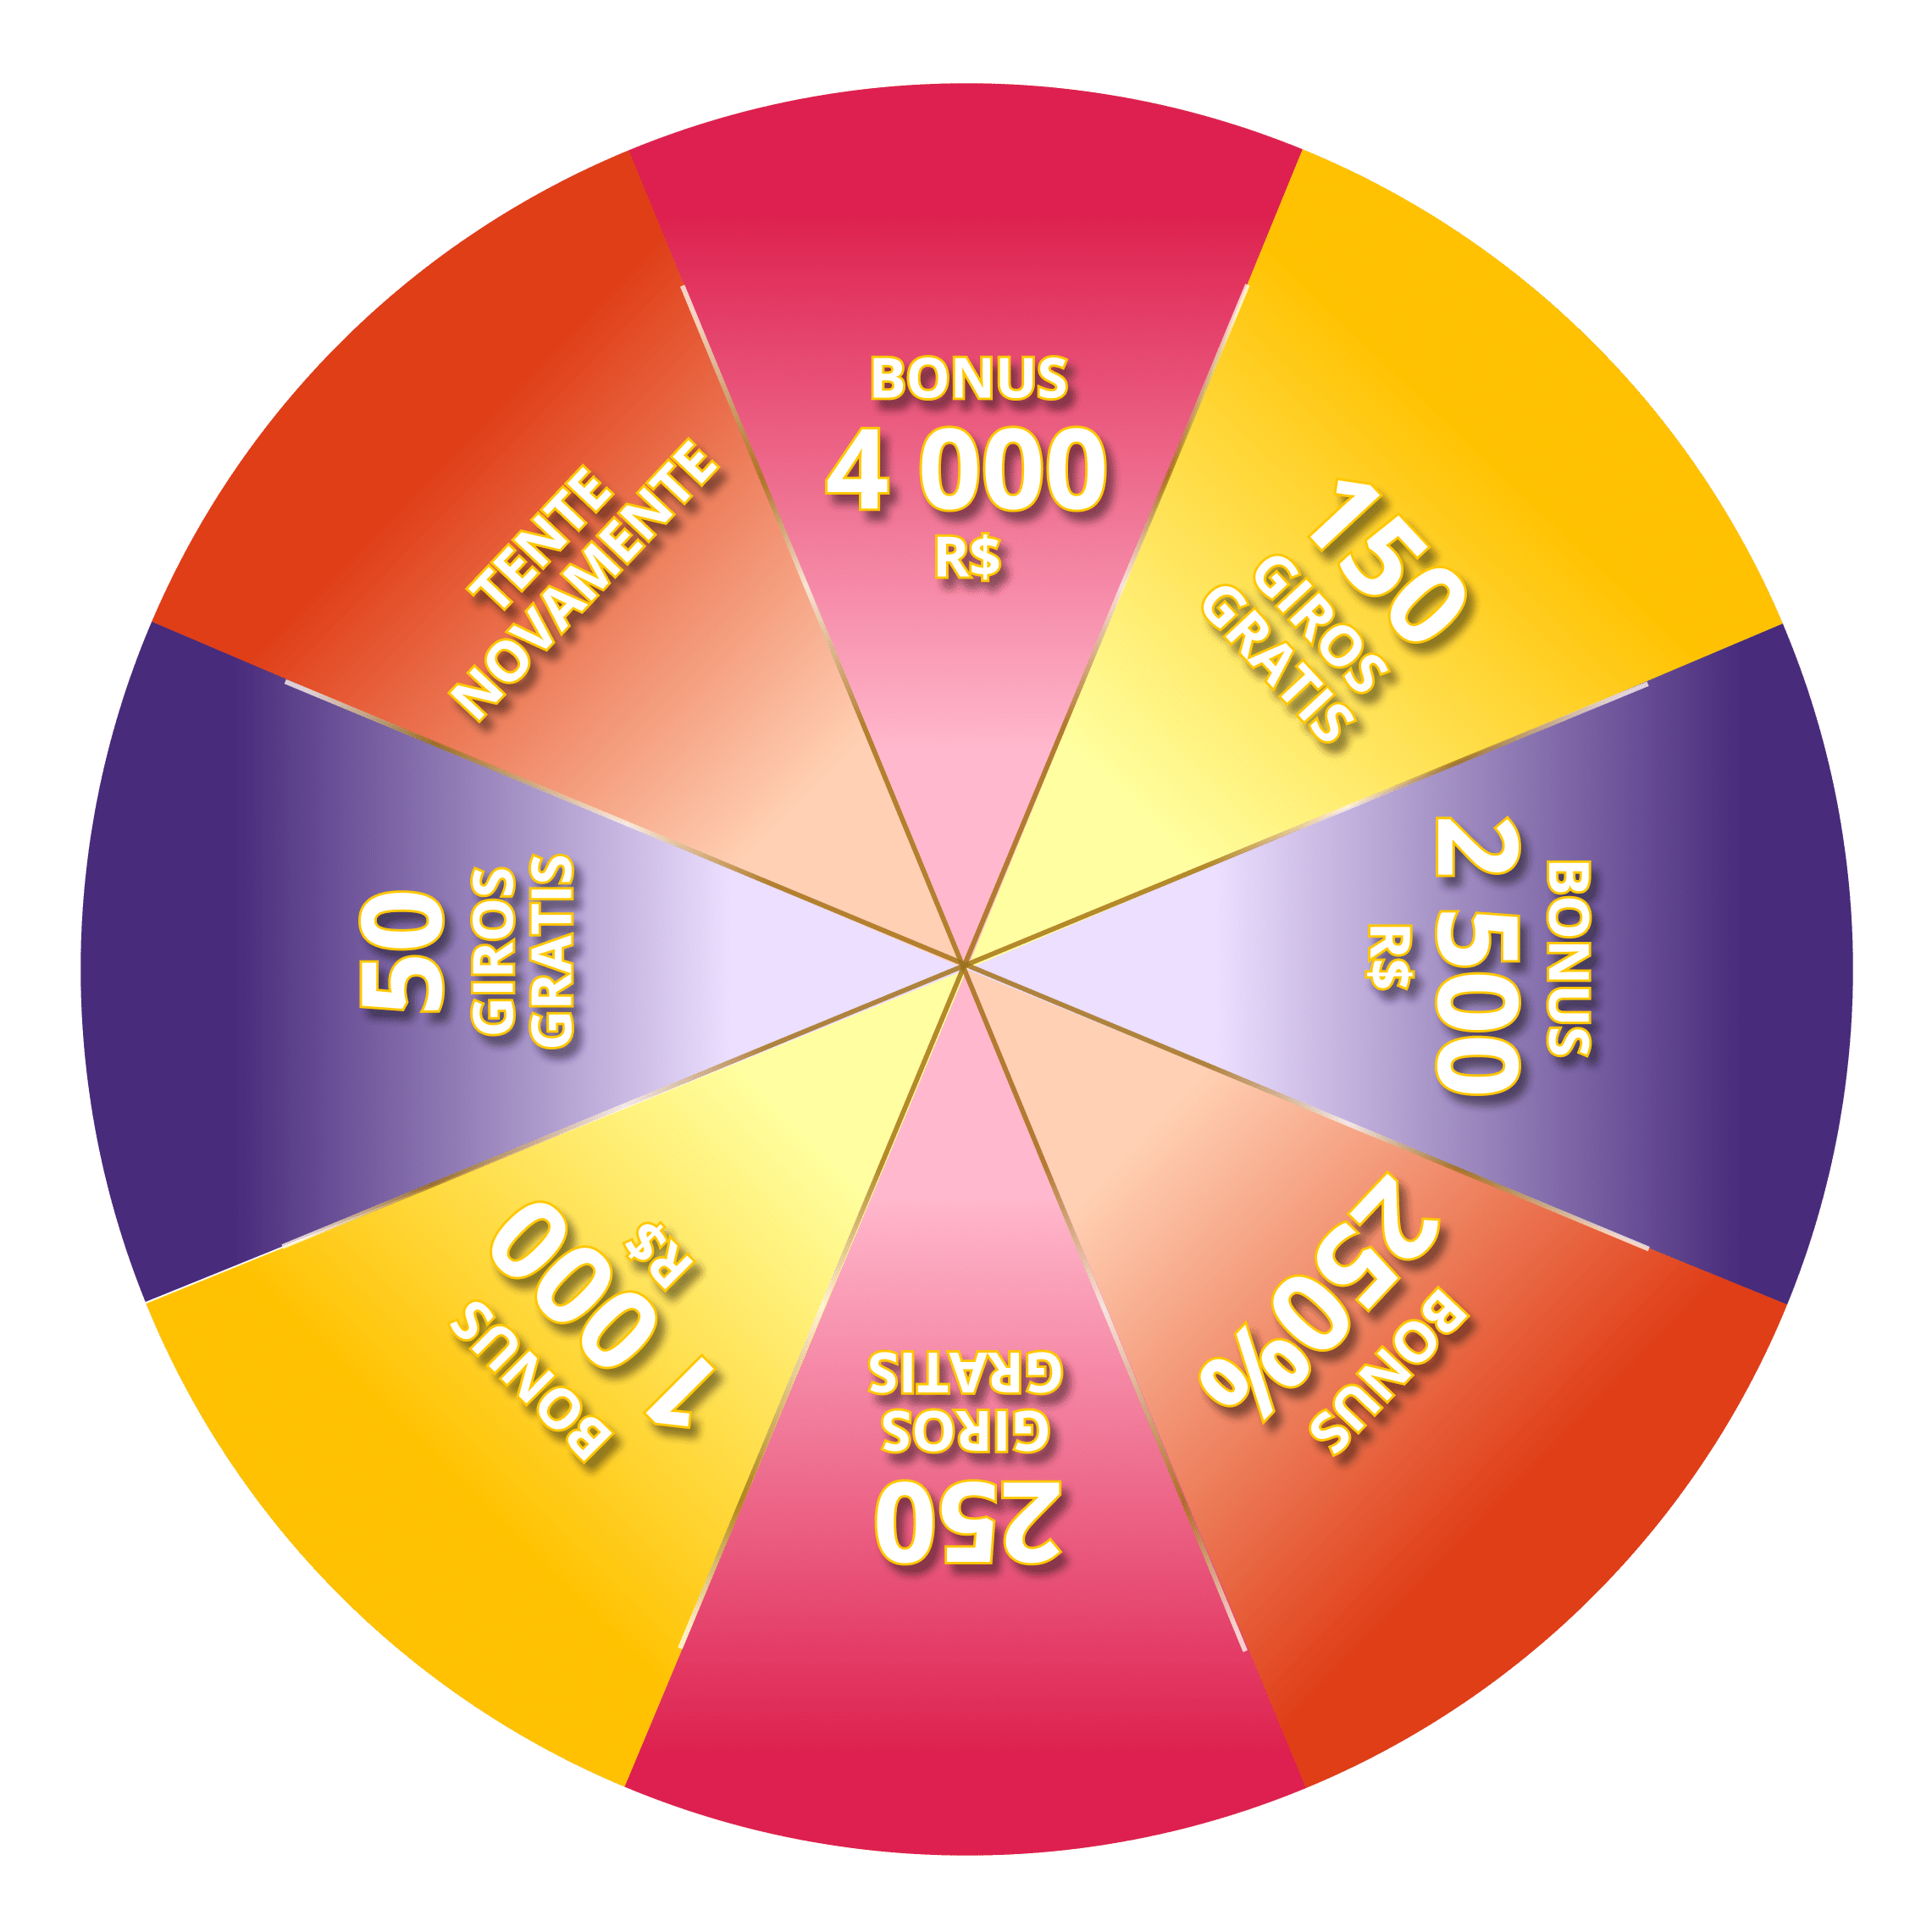 BONUS
4 000
R$
150
GIROS
GRATIS
BONUS
2 500
R$
BONUS
250%
250
GIROS
GRATIS
BONUS
1 000
R$
50
GIROS
GRATIS
TENTE
NOVAMENTE